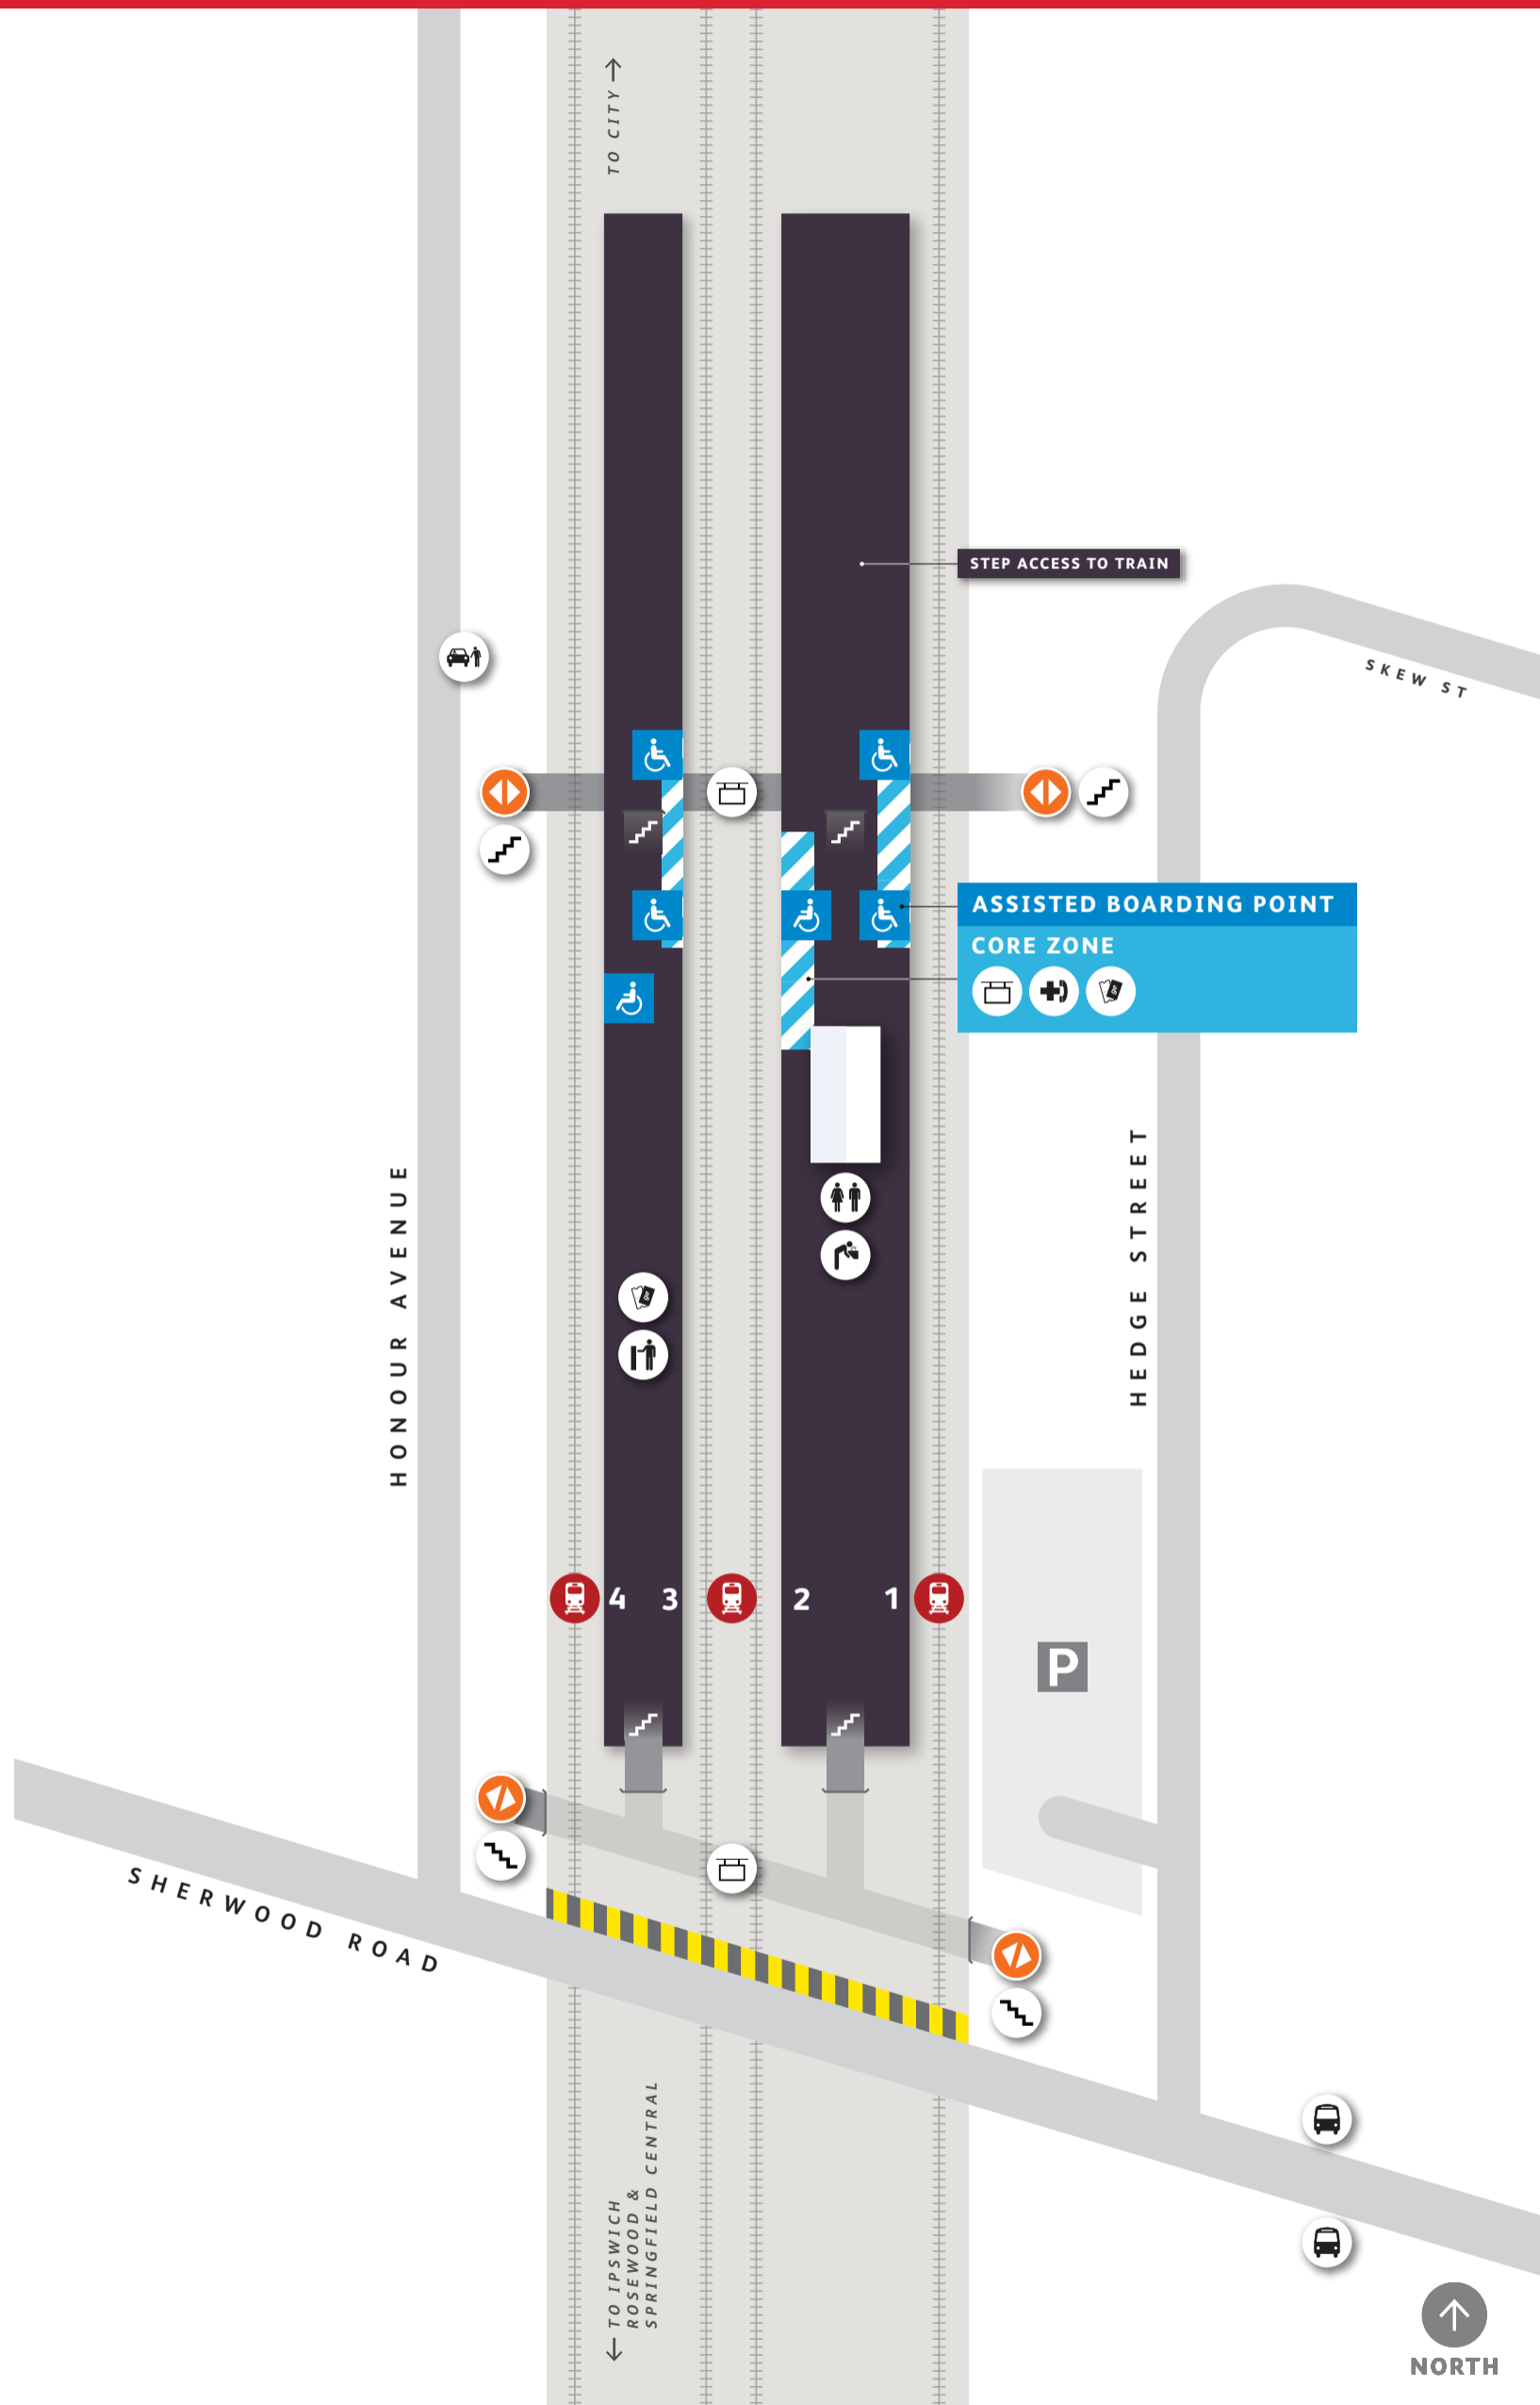 TO CITY
STEP ACCESS TO TRAIN
SKEW ST
ASSISTED BOARDING POINT
CORE ZONE
HONOUR AVENUE
HEDGE STREET
4 3 2 1
P
SHERWOOD ROAD
TO IPSWICH
ROSEWOOD &
SPRINGFIELD CENTRAL
NORTH